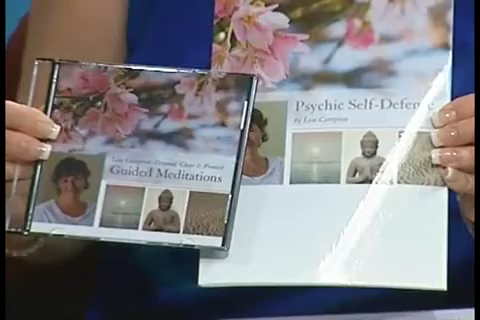 Lisa Campion: Ground, Clear & Protect
Guided Meditations
Psychic Self-Defense
by Lisa Campion